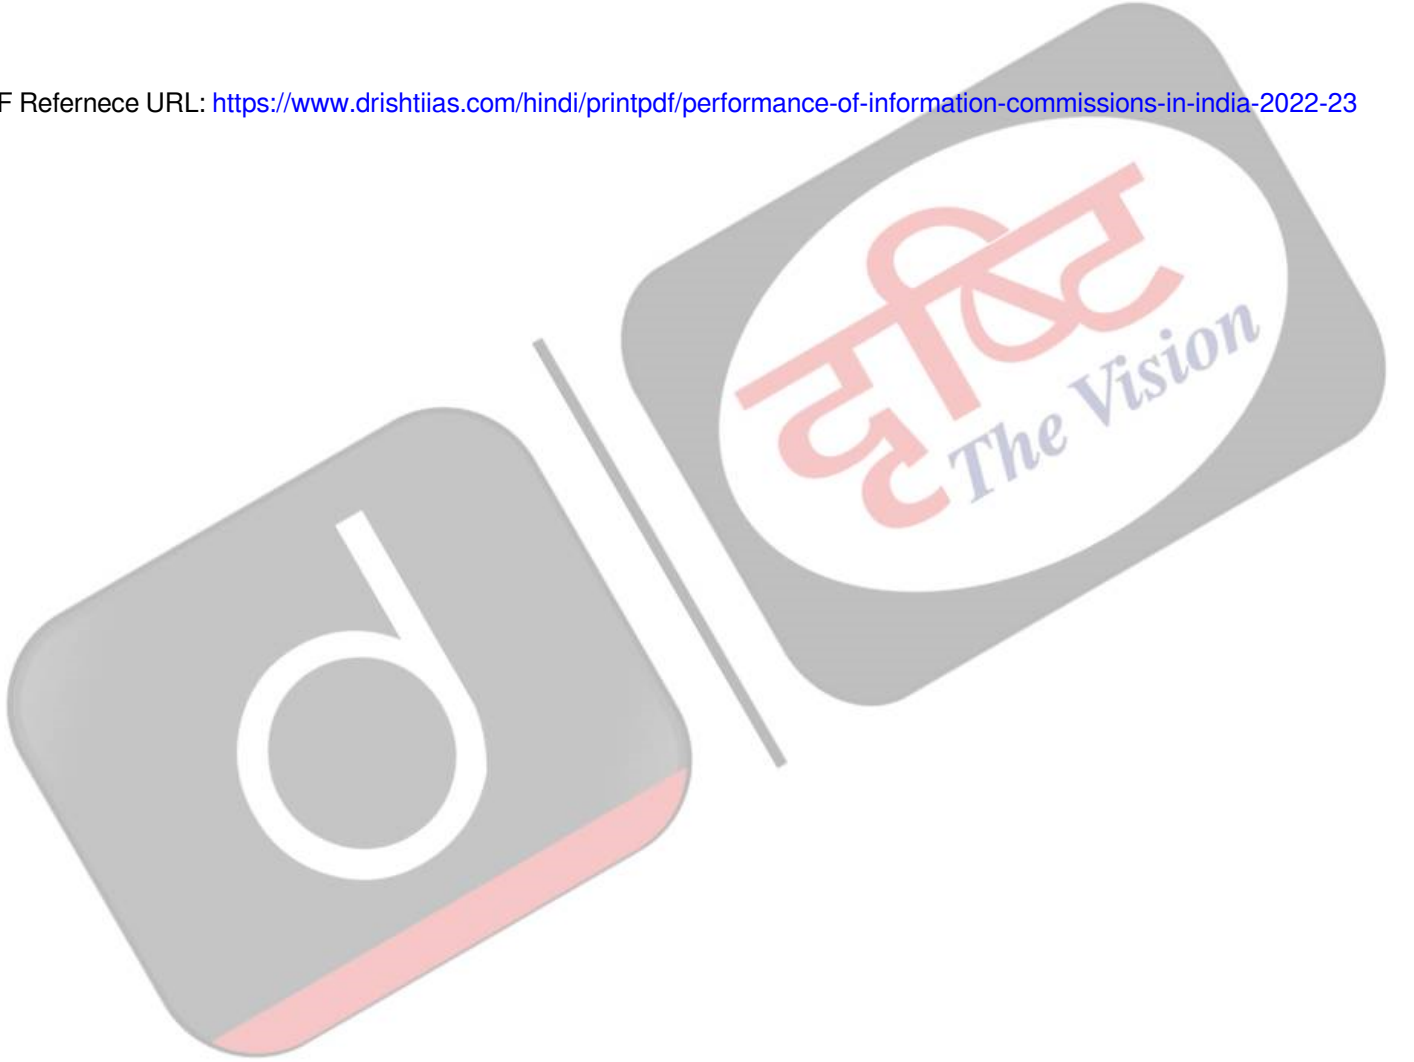 F Refernece URL: https://www.drishtiias.com/hindi/printpdf/performance-of-information-commissions-in-india-2022-23
दृष्टि
The Vision
d